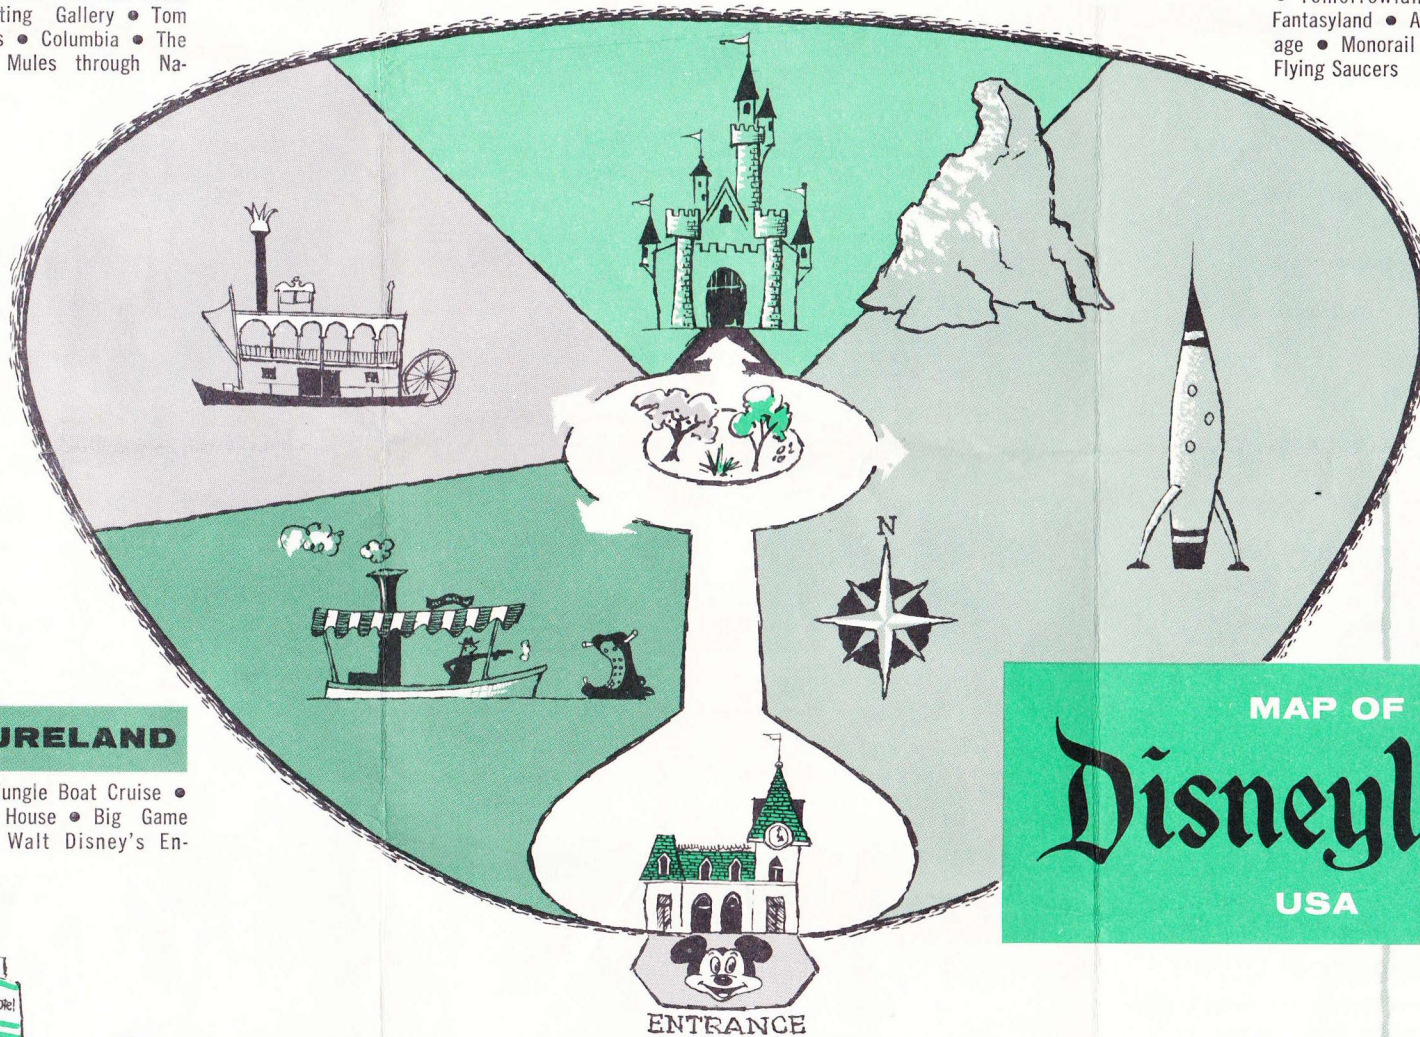 ting Gallery ● Tom
s ● Columbia ● The
Mules through Na-
Fantasyland ● A
age ● Monorail
Flying Saucers
N
URELAND
ungle Boat Cruise ●
House ● Big Game
Walt Disney's En-
MAP OF
Disneyl
USA
ENTRANCE